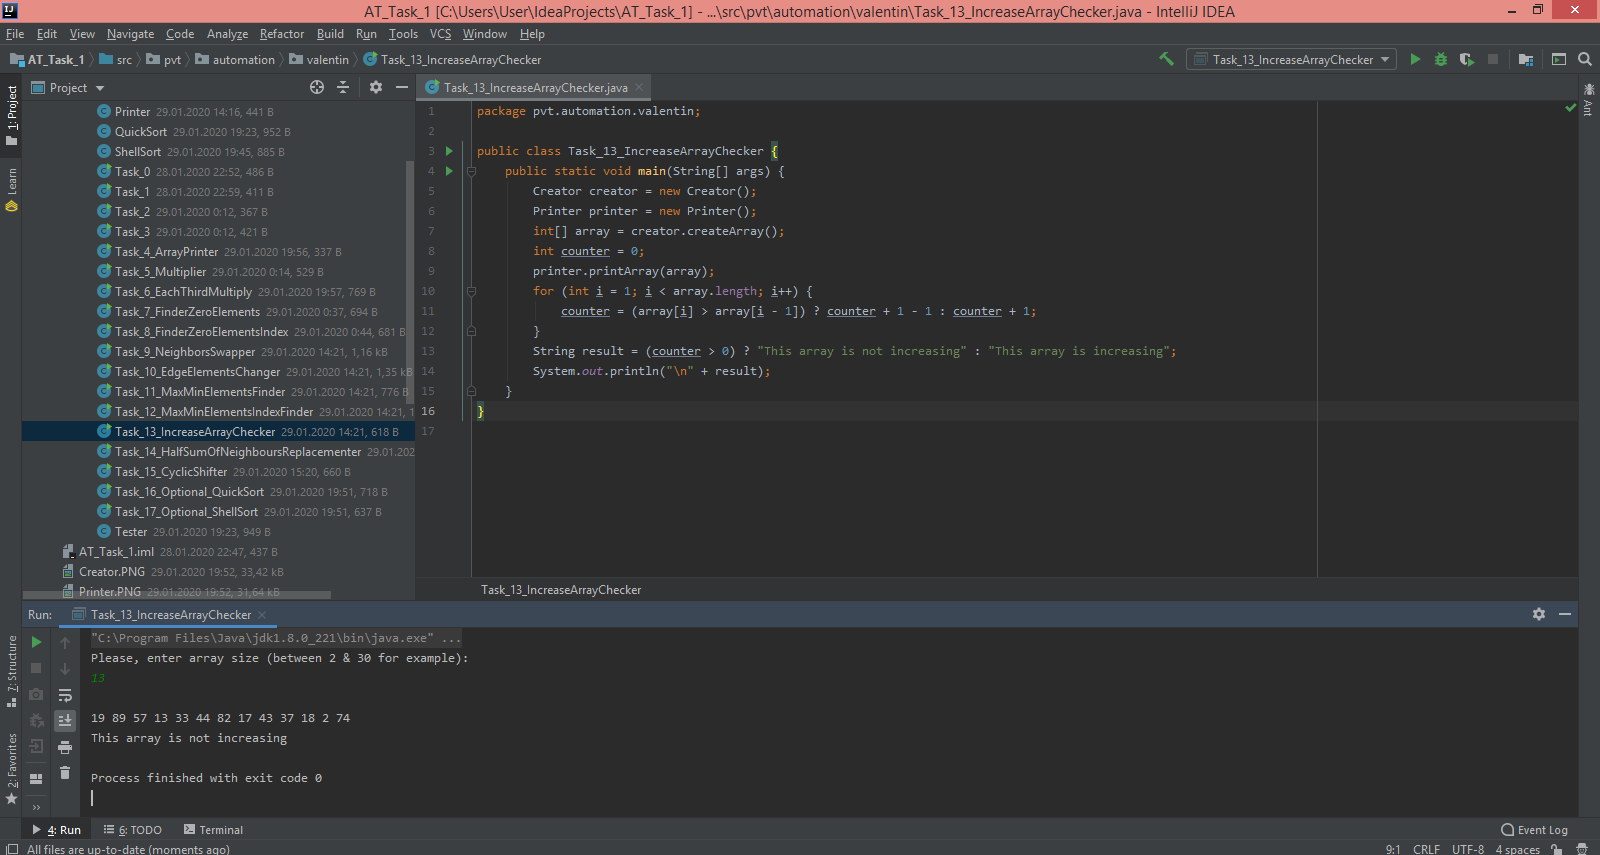 AT_Task_1 [C:\Users\User\IdeaProjects\AT_Task_1] - ...\src\pvt\automation\valentin\Task_13_IncreaseArrayChecker.java - IntelliJ IDEA
File Edit View Navigate Code Analyze Refactor Build Run Tools VCS Window Help
AT_Task_1 src pvt automation valentin Task_13_IncreaseArrayChecker
Task_13_IncreaseArrayChecker
1: Project
Learn
7: Structure
2: Favorites
Ant
Project
Printer 29.01.2020 14:16, 441 B
QuickSort 29.01.2020 19:23, 952 B
ShellSort 29.01.2020 19:45, 885 B
Task_0 28.01.2020 22:52, 486 B
Task_1 28.01.2020 22:59, 411 B
Task_2 29.01.2020 0:12, 367 B
Task_3 29.01.2020 0:12, 421 B
Task_4_ArrayPrinter 29.01.2020 19:56, 337 B
Task_5_Multiplier 29.01.2020 0:14, 529 B
Task_6_EachThirdMultiply 29.01.2020 19:57, 769 B
Task_7_FinderZeroElements 29.01.2020 0:37, 694 B
Task_8_FinderZeroElementsIndex 29.01.2020 0:44, 681 B
Task_9_NeighborsSwapper 29.01.2020 14:21, 1,16 kB
Task_10_EdgeElementsChanger 29.01.2020 14:21, 1,35 kB
Task_11_MaxMinElementsFinder 29.01.2020 14:21, 776 B
Task_12_MaxMinElementsIndexFinder 29.01.2020 14:21, 1
Task_13_IncreaseArrayChecker 29.01.2020 14:21, 618 B
Task_14_HalfSumOfNeighboursReplacementer 29.01.202
Task_15_CyclicShifter 29.01.2020 15:20, 660 B
Task_16_Optional_QuickSort 29.01.2020 19:51, 718 B
Task_17_Optional_ShellSort 29.01.2020 19:51, 637 B
Tester 29.01.2020 19:23, 949 B
AT_Task_1.iml 28.01.2020 22:47, 437 B
Creator.PNG 29.01.2020 19:52, 33,42 kB
Printer.PNG 29.01.2020 19:52, 31,64 kB
Task_13_IncreaseArrayChecker.java
1 package pvt.automation.valentin;
2
3 public class Task_13_IncreaseArrayChecker {
4 public static void main(String[] args) {
5 Creator creator = new Creator();
6 Printer printer = new Printer();
7 int[] array = creator.createArray();
8 int counter = 0;
9 printer.printArray(array);
10 for (int i = 1; i < array.length; i++) {
11 counter = (array[i] > array[i - 1]) ? counter + 1 - 1 : counter + 1;
12 }
13 String result = (counter > 0) ? "This array is not increasing" : "This array is increasing";
14 System.out.println("\n" + result);
15 }
16 }
17
Task_13_IncreaseArrayChecker
Run: Task_13_IncreaseArrayChecker
"C:\Program Files\Java\jdk1.8.0_221\bin\java.exe" ...
Please, enter array size (between 2 & 30 for example):
13
19 89 57 13 33 44 82 17 43 37 18 2 74
This array is not increasing
Process finished with exit code 0
4: Run 6: TODO Terminal Event Log
All files are up-to-date (moments ago) 9:1 CRLF UTF-8 4 spaces